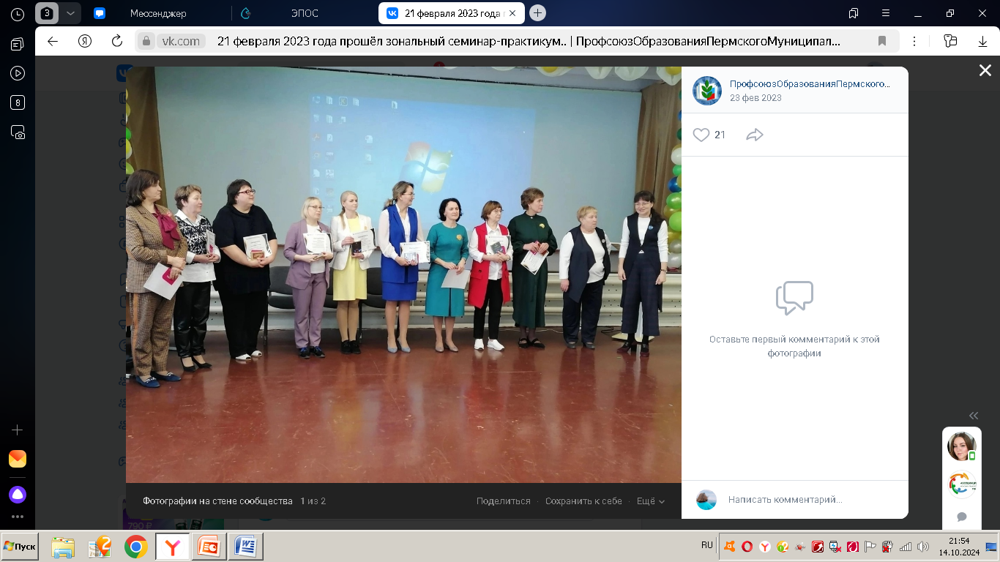 3
Мессенджер
ЭПОС
21 февраля 2023 года
vk.com
21 февраля 2023 года прошёл зональный семинар-практикум.. | ПрофсоюзОбразованияПермскогоМуниципал...
8
ПрофсоюзОбразованияПермского...
23 фев 2023
21
Оставьте первый комментарий к этой
фотографии
Фотографии на стене сообщества 1 из 2
Поделиться · Сохранить к себе · Ещё
Написать комментарий...
790 ₽
Пуск
RU
21:54
14.10.2024